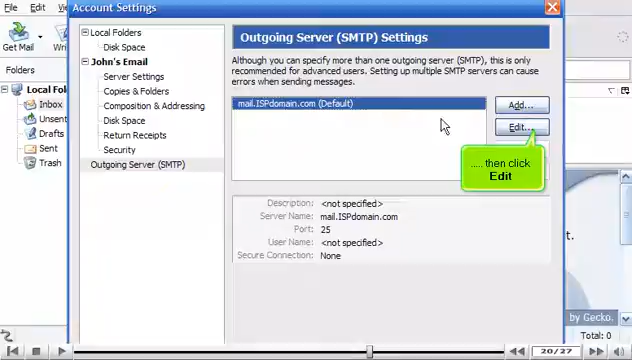 File Edit Vi
Account Settings
Get Mail
Wri
Folders
Local Fold
Inbox
Unsent
Drafts
Sent
Trash
Local Folders
Disk Space
John's Email
Server Settings
Copies & Folders
Composition & Addressing
Disk Space
Return Receipts
Security
Outgoing Server (SMTP)
Outgoing Server (SMTP) Settings
Although you can specify more than one outgoing server (SMTP), this is only
recommended for advanced users. Setting up multiple SMTP servers can cause
errors when sending messages.
mail.ISPdomain.com (Default)
Add...
Edit...
..... then click
Edit
Description: <not specified>
Server Name: mail.ISPdomain.com
Port: 25
User Name: <not specified>
Secure Connection: None
t.
by Gecko.
Total: 0
20/27